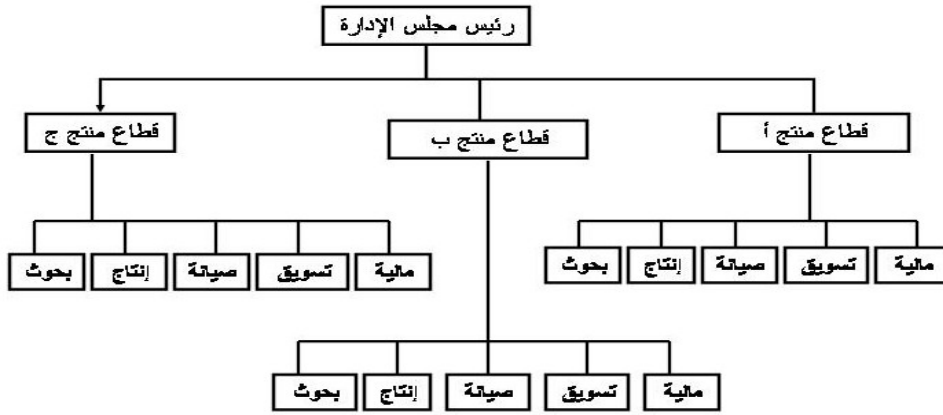 رئيس مجلس الإدارة
قطاع منتج أ
قطاع منتج ب
قطاع منتج ج
مالية
تسويق
صيانة
إنتاج
بحوث
مالية
تسويق
صيانة
إنتاج
بحوث
مالية
تسويق
صيانة
إنتاج
بحوث